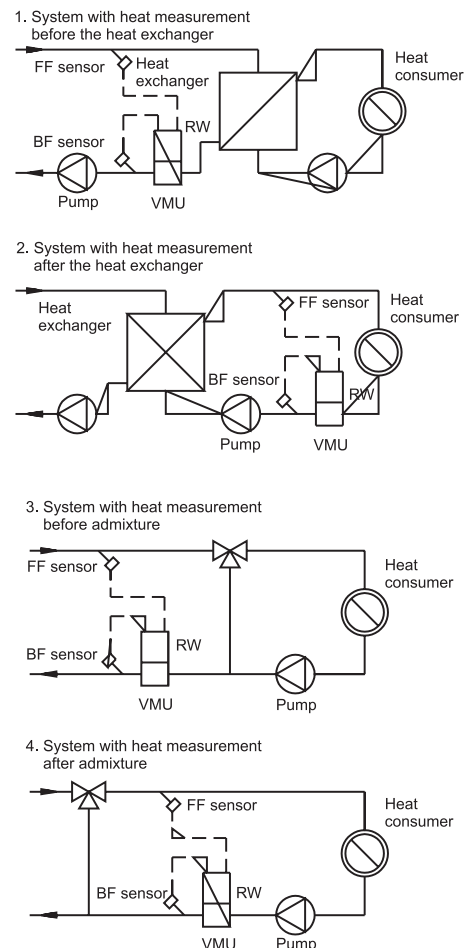 1. System with heat measurement
before the heat exchanger
FF sensor
Heat
exchanger
Heat
consumer
BF sensor
RW
Pump
VMU
2. System with heat measurement
after the heat exchanger
Heat
exchanger
FF sensor
Heat
consumer
BF sensor
RW
Pump
VMU
3. System with heat measurement
before admixture
FF sensor
Heat
consumer
RW
BF sensor
VMU
Pump
4. System with heat measurement
after admixture
FF sensor
Heat
consumer
BF sensor
RW
VMU
Pump